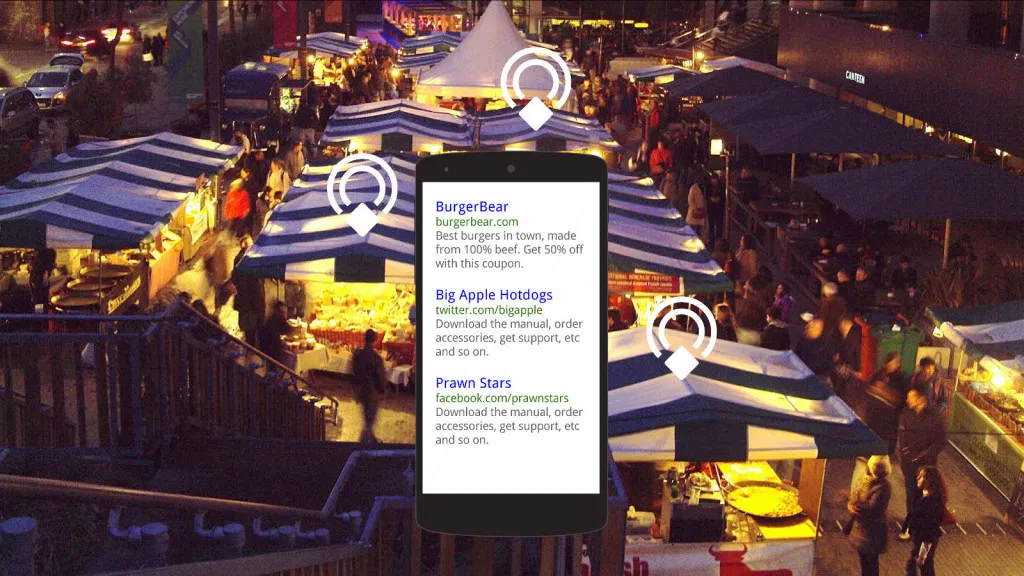 CANTEEN
BurgerBear
burgerbear.com
Best burgers in town, made
from 100% beef. Get 50% off
with this coupon.
Big Apple Hotdogs
twitter.com/bigapple
Download the manual, order
accessories, get support, etc
and so on.
Prawn Stars
facebook.com/prawnstars
Download the manual, order
accessories, get support, etc
and so on.